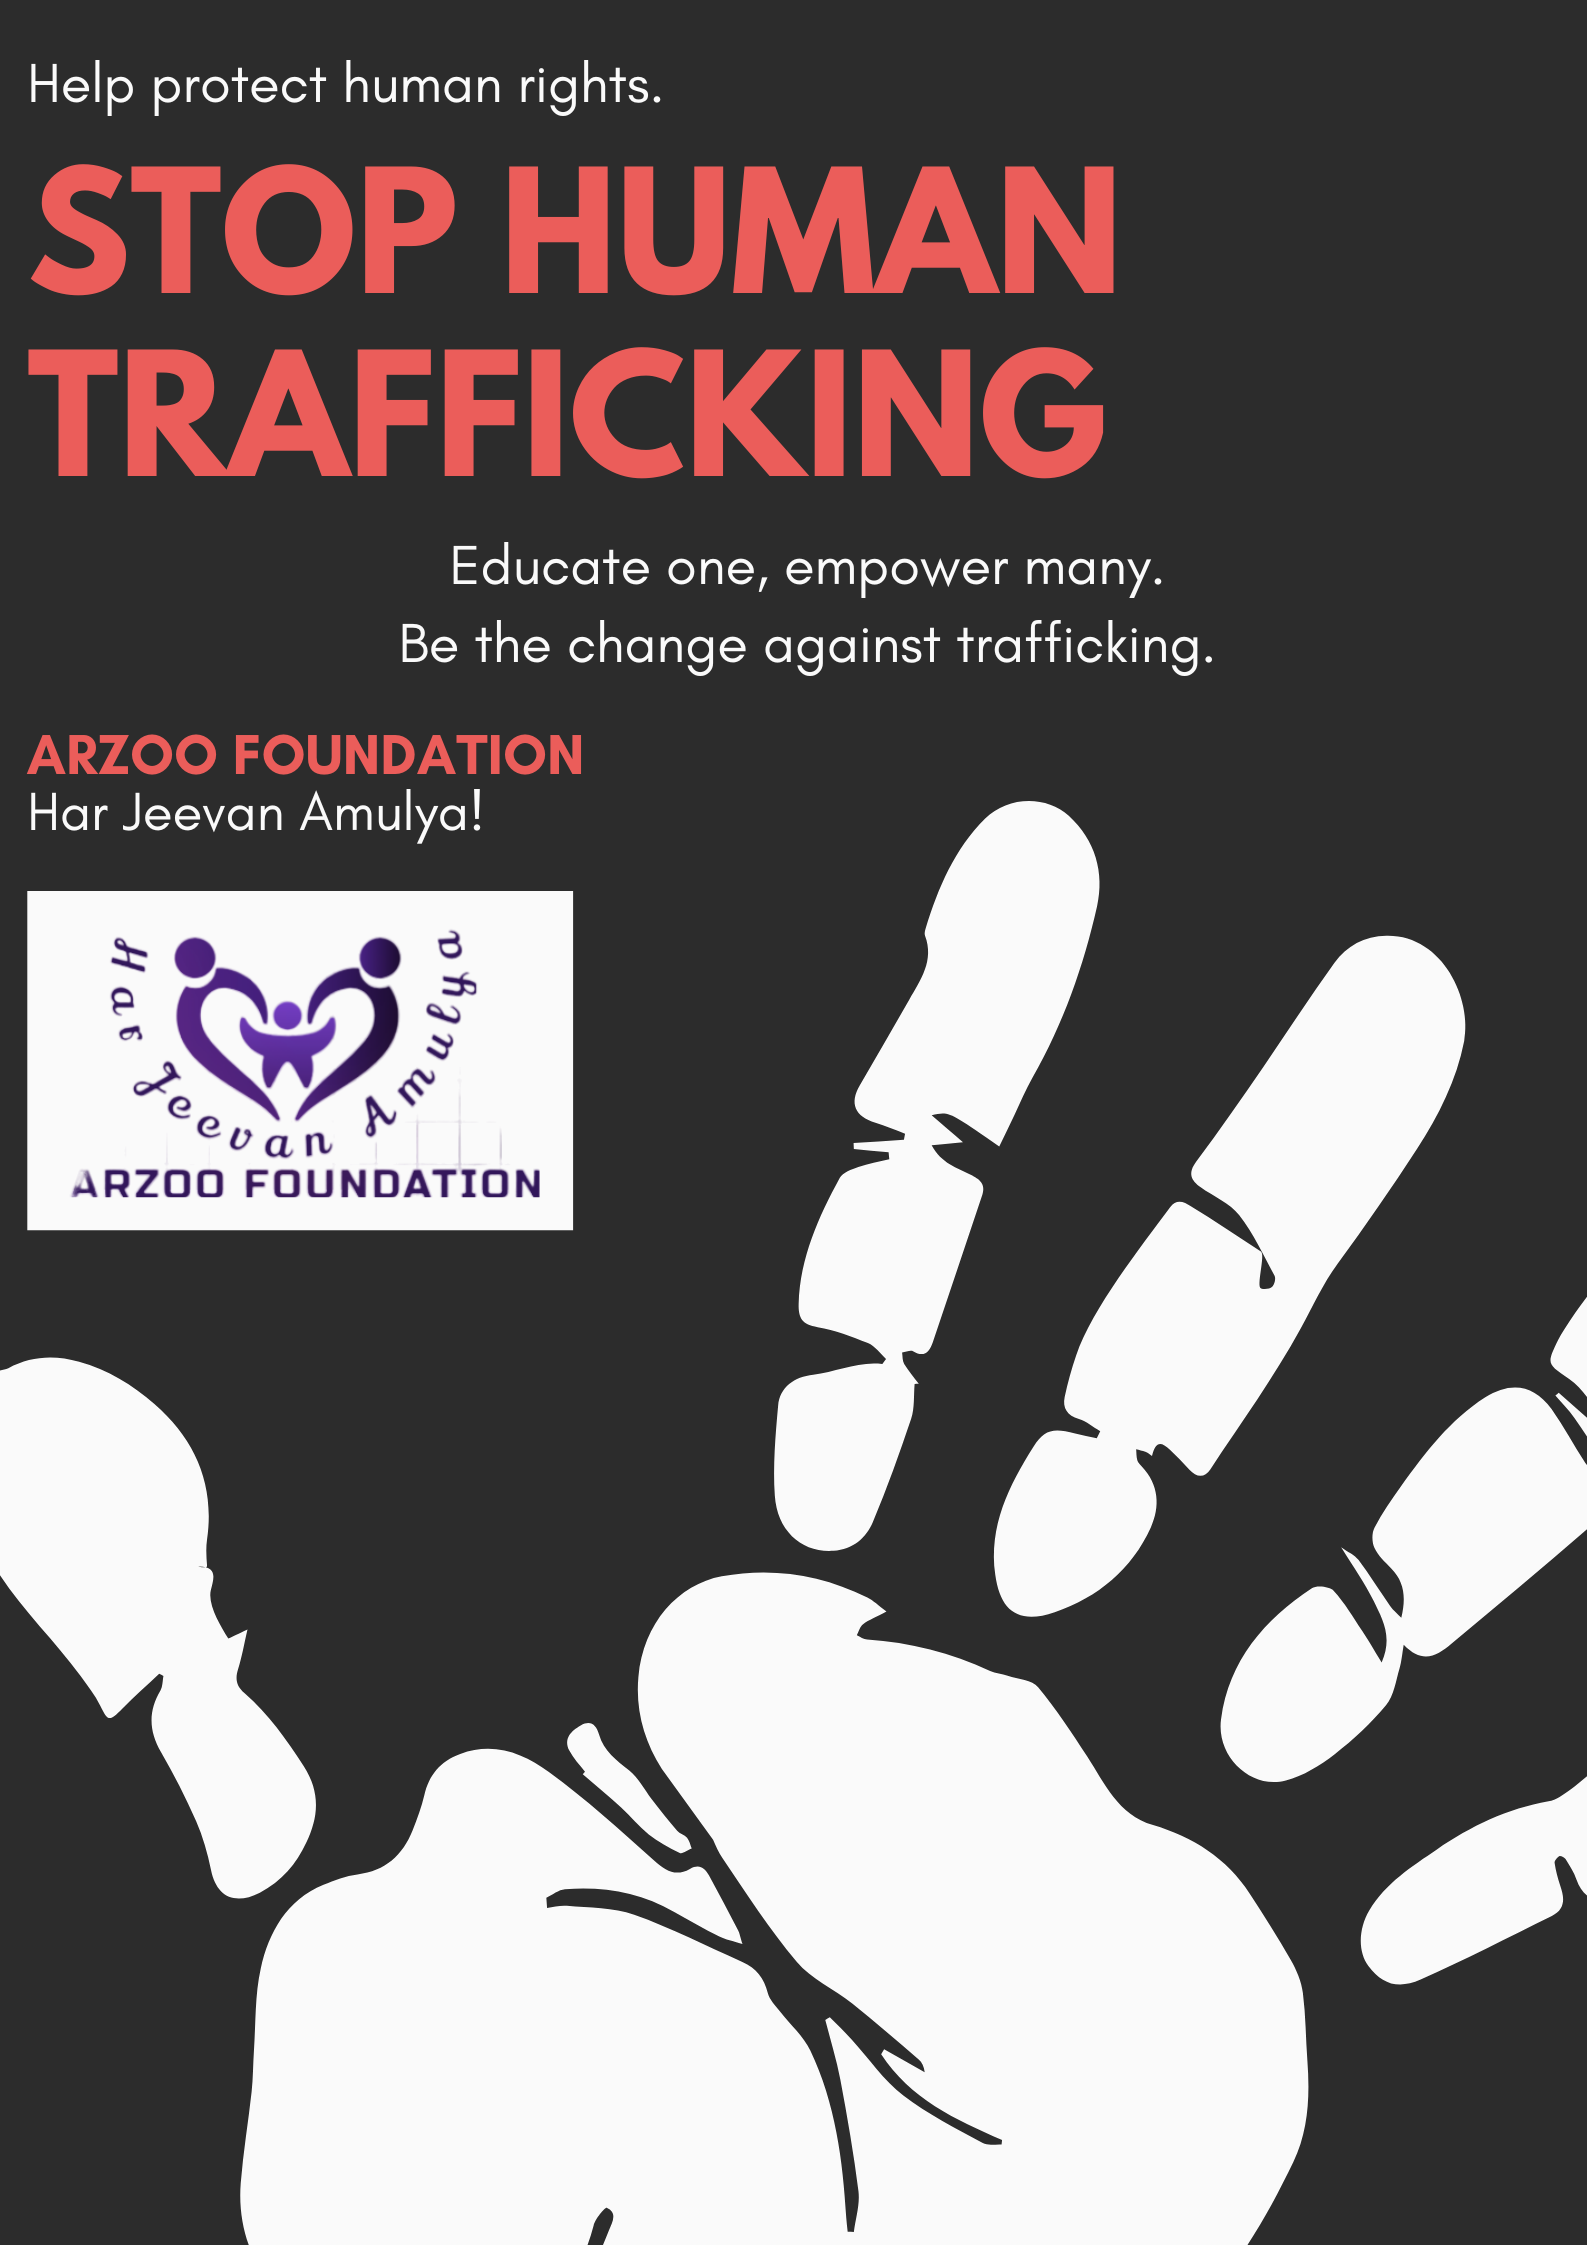 Help protect human rights.
STOP HUMAN
TRAFFICKING
Educate one, empower many.
Be the change against trafficking.
ARZOO FOUNDATION
Har Jeevan Amulya!
Har Jeevan Amulya
ARZOO FOUNDATION